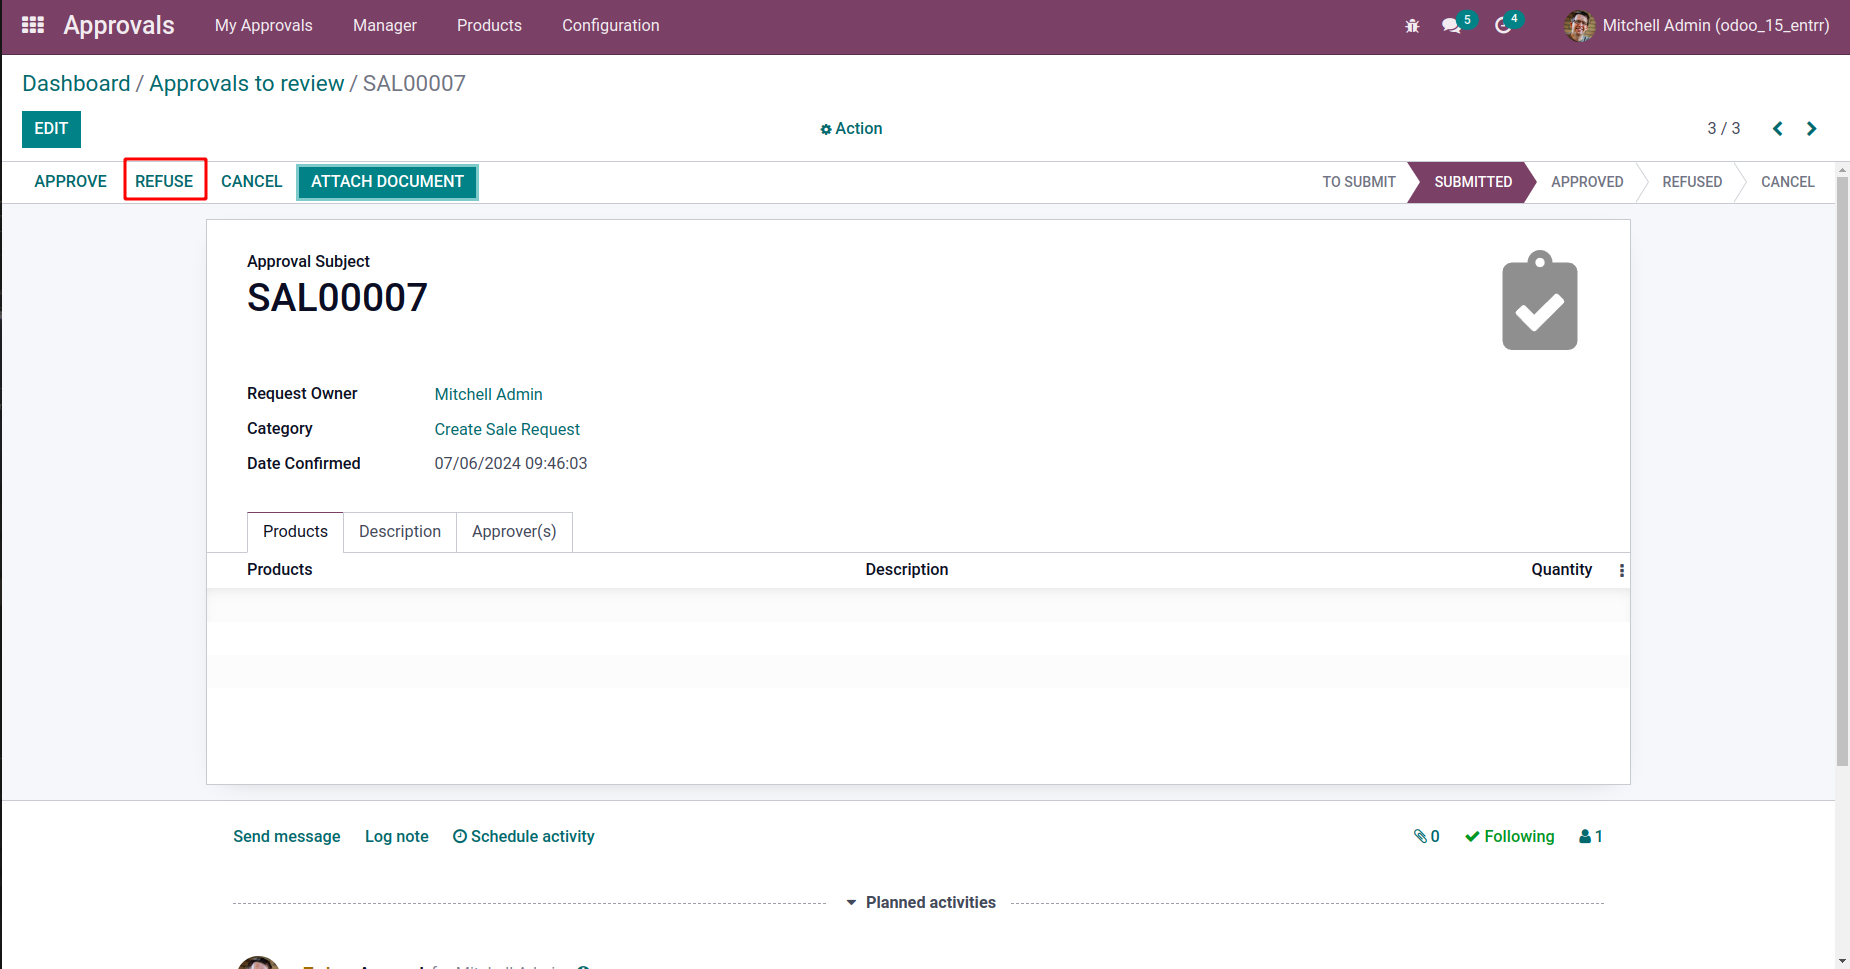 Approvals My Approvals Manager Products Configuration 5 4 Mitchell Admin (odoo_15_entrr)
Dashboard / Approvals to review / SAL00007
EDIT Action 3 / 3
APPROVE REFUSE CANCEL ATTACH DOCUMENT TO SUBMIT SUBMITTED APPROVED REFUSED CANCEL
Approval Subject
SAL00007
Request Owner Mitchell Admin
Category Create Sale Request
Date Confirmed 07/06/2024 09:46:03
Products Description Approver(s)
Products Description Quantity
Send message Log note Schedule activity 0 Following 1
Planned activities